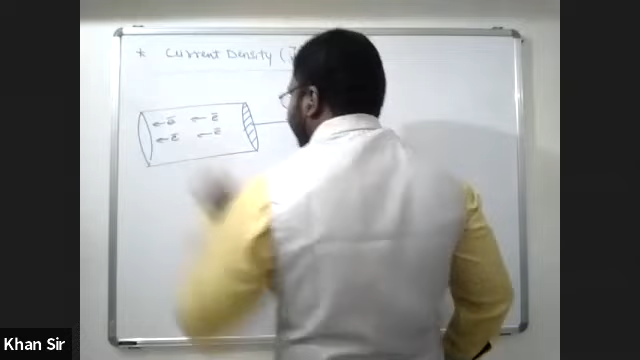 * Current Density (J
←ē ←ē
←ē ←ē
Khan Sir